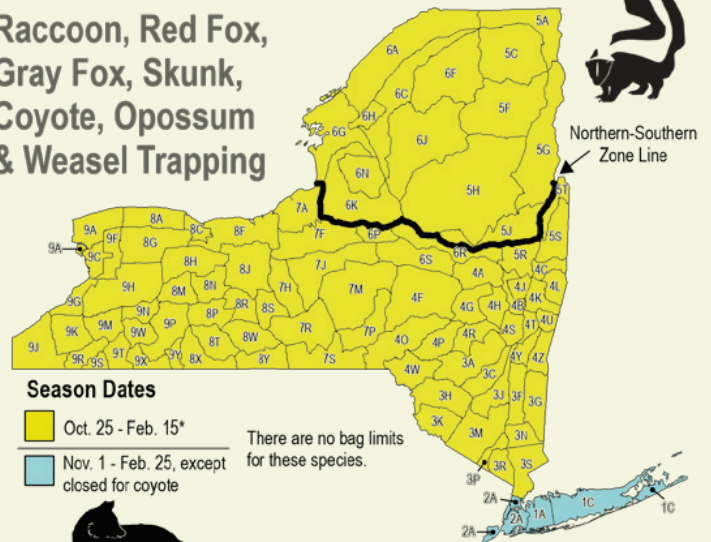 Raccoon, Red Fox,
Gray Fox, Skunk,
Coyote, Opossum
& Weasel Trapping
Northern-Southern
Zone Line
5A
6A
5C
6F
6C
5F
6H
6G
6J
5G
6N
5H
5T
6K
7A
8A
9A
9F
8C
8F
7F
6P
5J
5S
9A
8G
9C
6R
5R
6S
8H
8J
7J
4A
4C
9H
8M
8N
7H
7M
4J
4L
9G
8R
8S
4F
4G
4H
4B
4K
9N
8P
9K
9M
9W
9P
7R
7P
4R
4S
4T
4U
8T
8W
4O
4P
9J
9R
9S
9T
9X
9Y
8X
8Y
7S
4W
3A
3C
4Y
4Z
3H
3J
3F
3G
3K
3M
3N
3P
3R
3S
Season Dates
Oct. 25 - Feb. 15*
Nov. 1 - Feb. 25, except
closed for coyote
There are no bag limits
for these species.
2A
2A
1A
1C
1C
2A